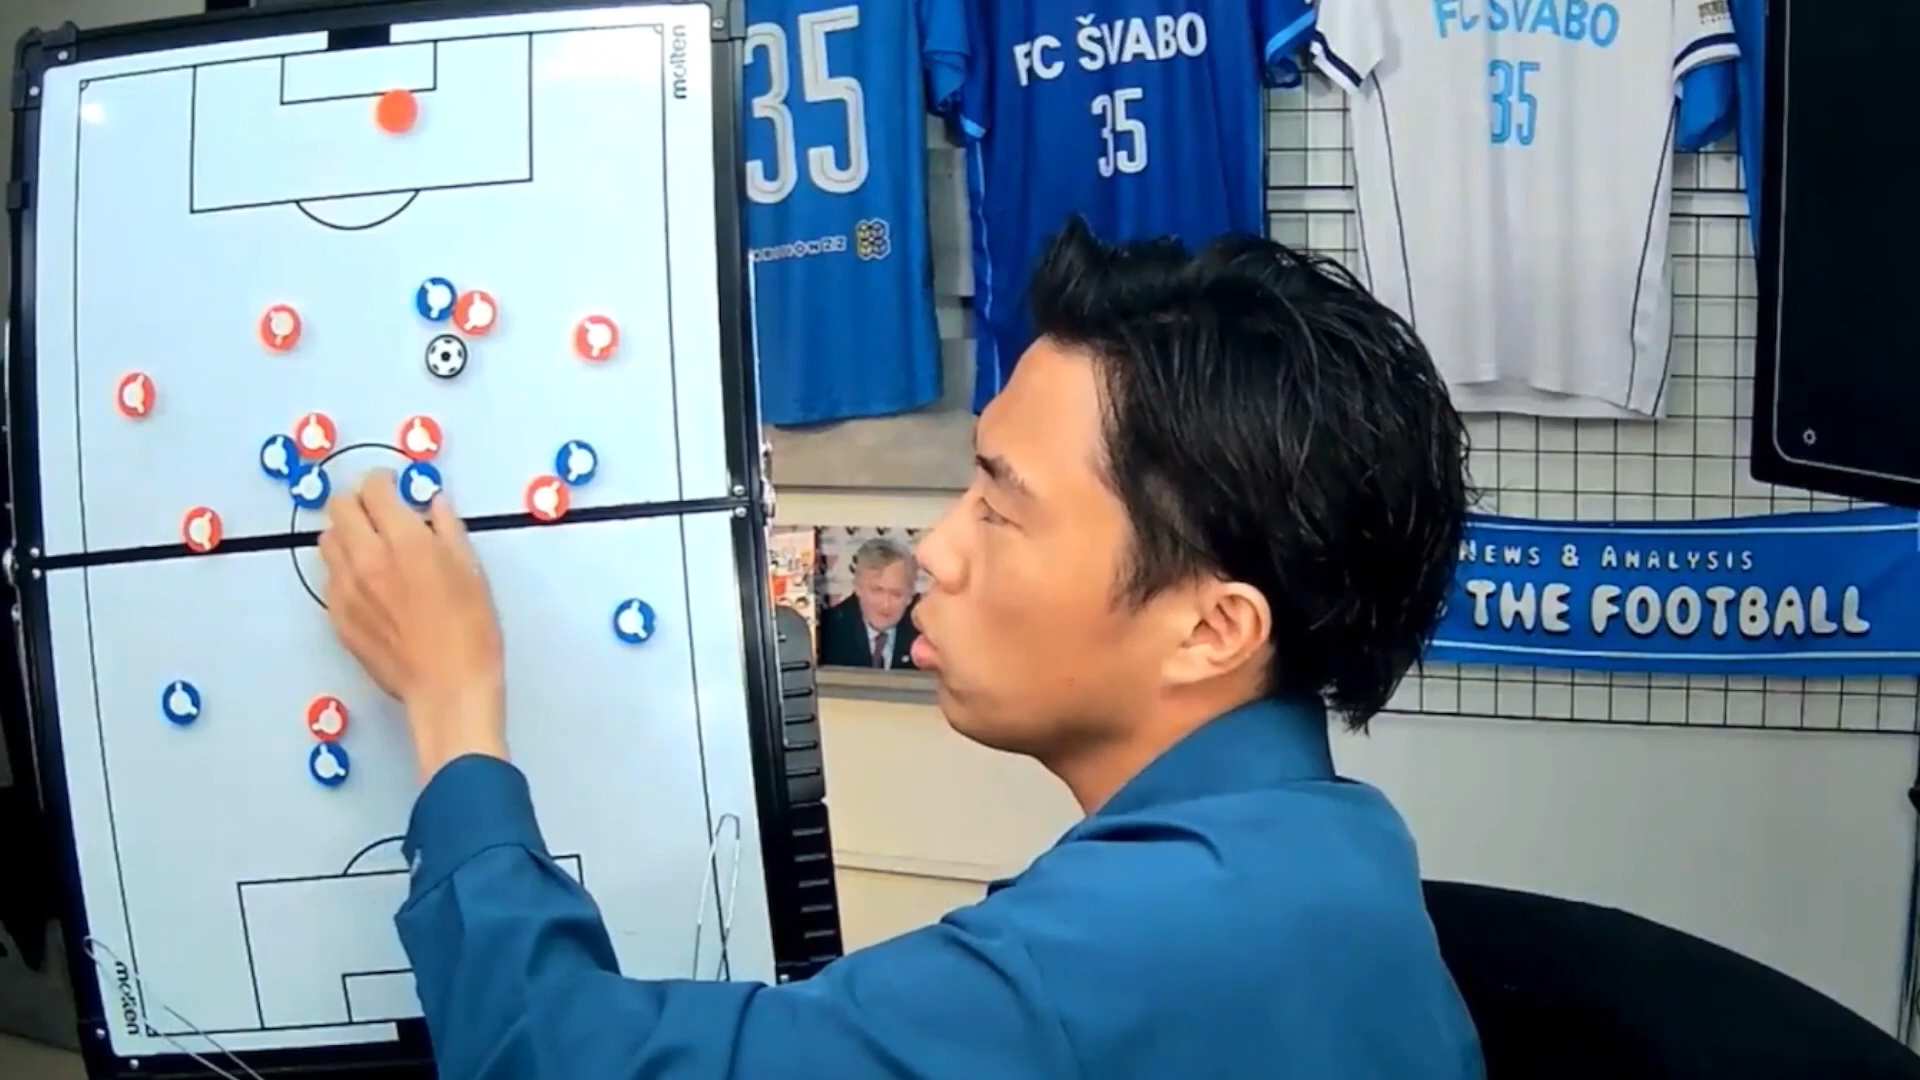 molten
35
FC ŠVABO
35
FC ŠVABO
35
NEWS & ANALYSIS
THE FOOTBALL
molten